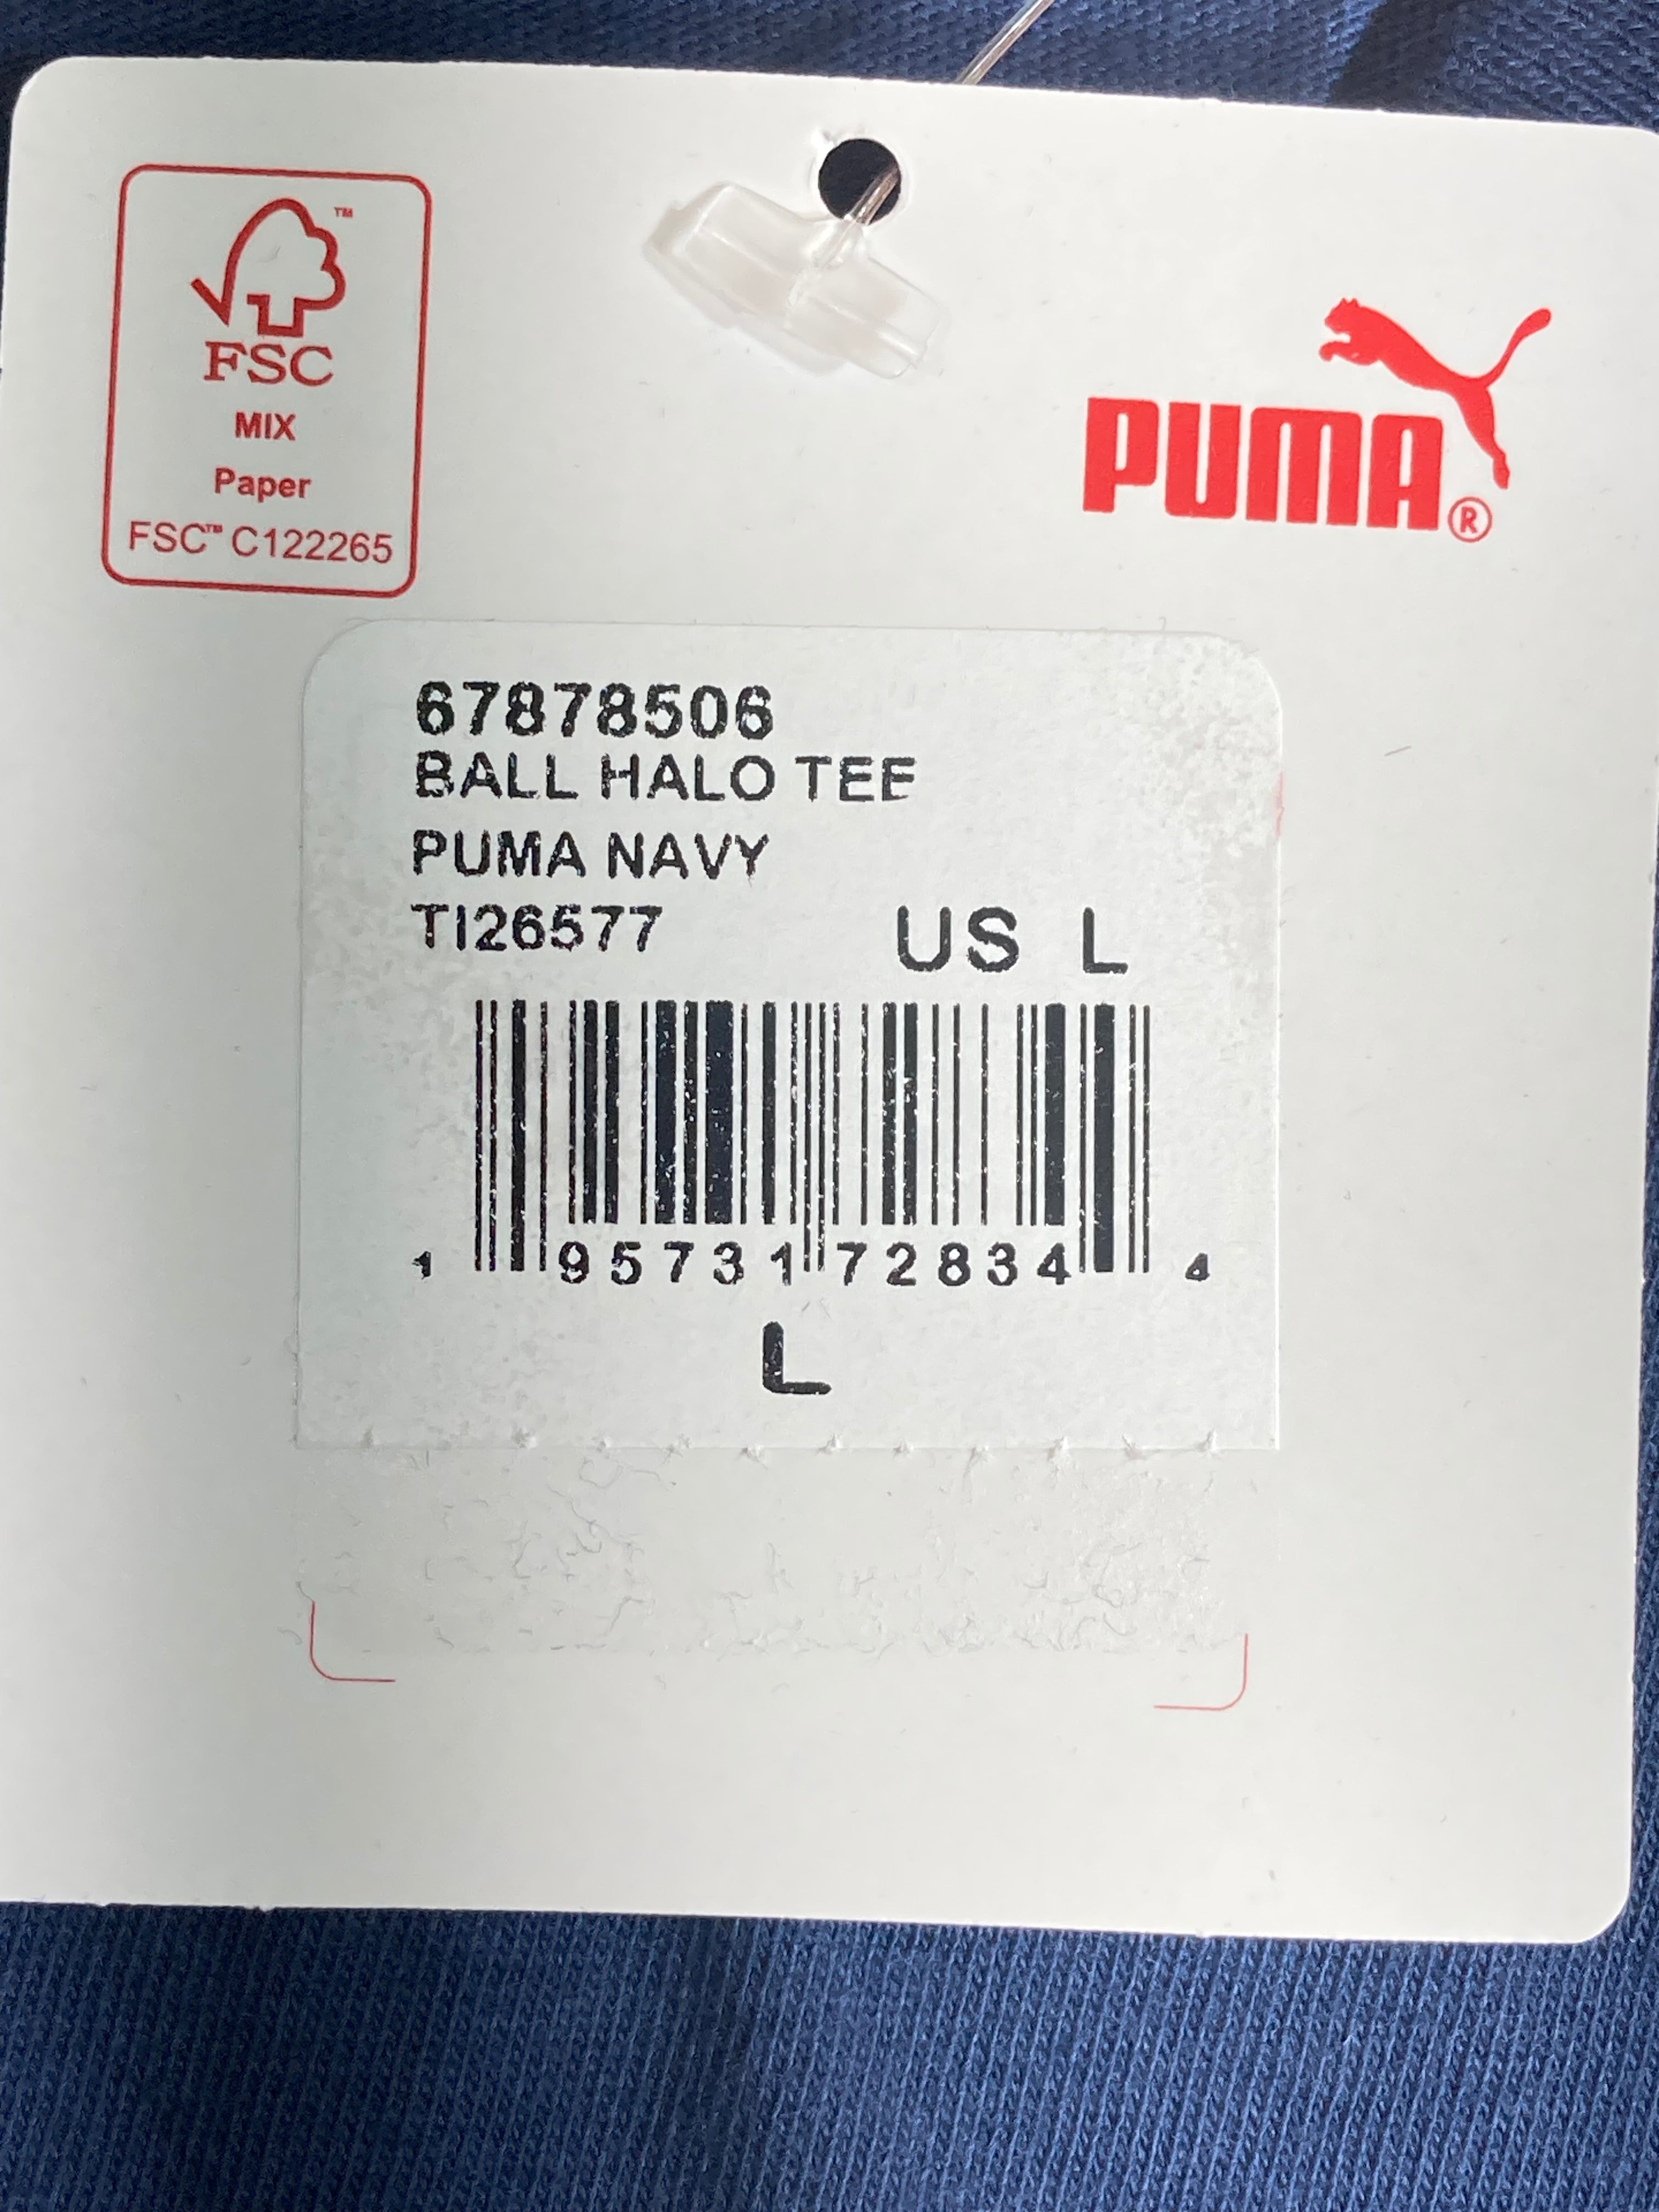 FSC
MIX
Paper
FSC™ C122265
PUMA®
67878506
BALL HALO TEE
PUMA NAVY
TI26577 US L
1 95731 72834 4
L